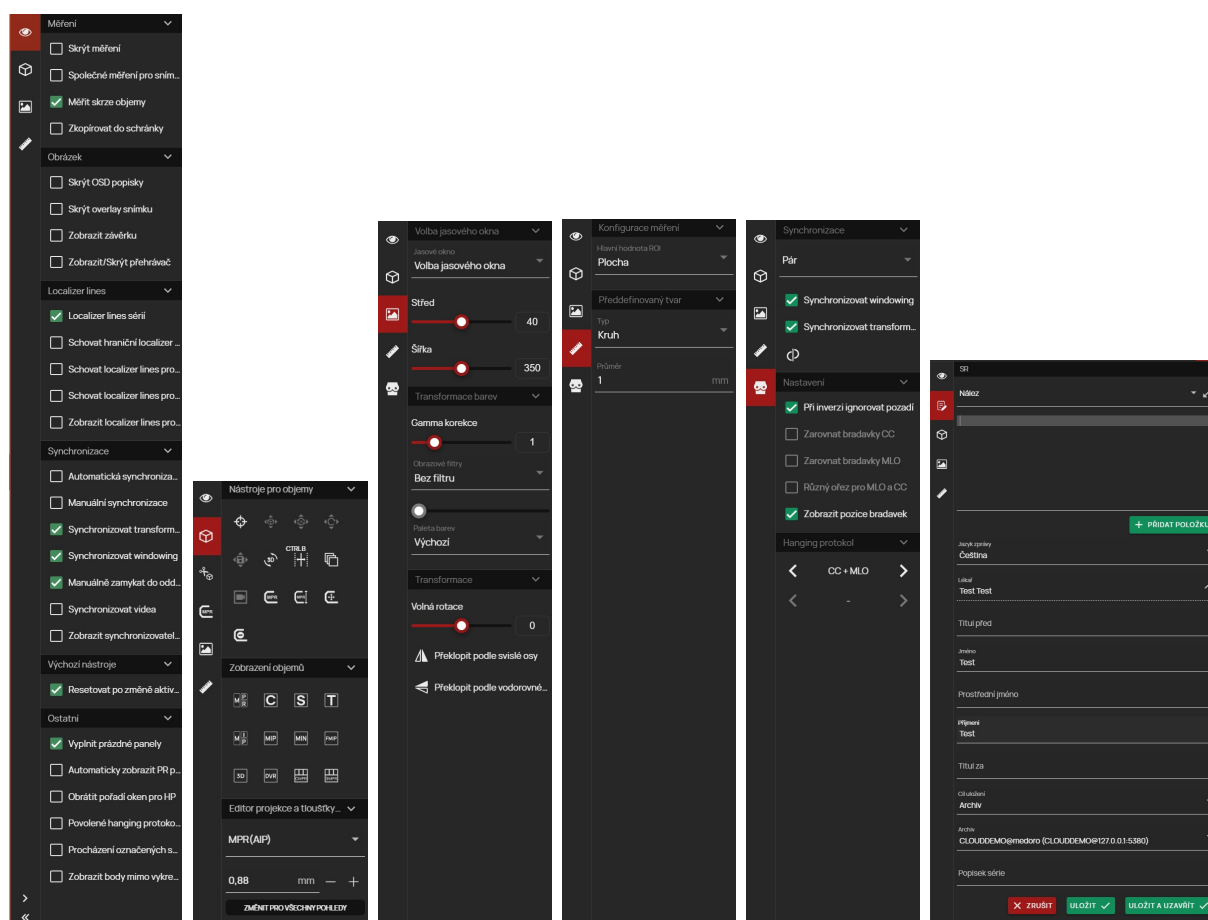 Měření
Skrýt měření
Společné měření pro sním...
Měřit skrze objemy
Zkopírovat do schránky
Obrázek
Skrýt OSD popisky
Skrýt overlay snímku
Zobrazit závěrku
Zobrazit/Skrýt přehrávač
Localizer lines
Localizer lines sérií
Schovat hraniční localizer ...
Schovat localizer lines pro...
Schovat localizer lines pro...
Zobrazit localizer lines pro...
Synchronizace
Automatická synchroniza...
Manuální synchronizace
Synchronizovat transform...
Synchronizovat windowing
Manuálně zamykat do odd...
Synchronizovat videa
Zobrazit synchronizovatel...
Výchozí nástroje
Resetovat po změně aktiv...
Ostatní
Vyplnit prázdné panely
Automaticky zobrazit PR p...
Obrátit pořadí oken pro HP
Povolené hanging protoko...
Procházení označených s...
Zobrazit body mimo vykre...
MPR
Nástroje pro objemy
3D
CTRL B
MPR
MPR
Zobrazení objemů
MPR
C
S
T
MIP
MIP
MIN
FMIP
3D
DVR
Editor projekce a tloušťky...
MPR(AIP)
0,88 mm
ZMĚNIT PRO VŠECHNY POHLEDY
Volba jasového okna
Jasové okno
Volba jasového okna
Střed
40
Šířka
350
Transformace barev
Gamma korekce
1
Obrazové filtry
Bez filtru
Paleta barev
Výchozí
Transformace
Volná rotace
0
Překlopit podle svislé osy
Překlopit podle vodorovné...
Konfigurace měření
Hlavní hodnota ROI
Plocha
Předdefinovaný tvar
Typ
Kruh
Průměr
1 mm
Synchronizace
Pár
Synchronizovat windowing
Synchronizovat transform...
Nastavení
Při inverzi ignorovat pozadí
Zarovnat bradavky CC
Zarovnat bradavky MLO
Různý ořez pro MLO a CC
Zobrazit pozice bradavek
Hanging protokol
CC + MLO
-
SR
Nález
+ PŘIDAT POLOŽKU
Jazyk zprávy
Čeština
Lékař
Test Test
Titul před
Jméno
Test
Prostřední jméno
Příjmení
Test
Titul za
Cíl uložení
Archiv
Archiv
CLOUDDEMO@medoro (CLOUDDEMO@127.0.0.1:5380)
Popisek série
ZRUŠIT
ULOŽIT
ULOŽIT A UZAVŘÍT